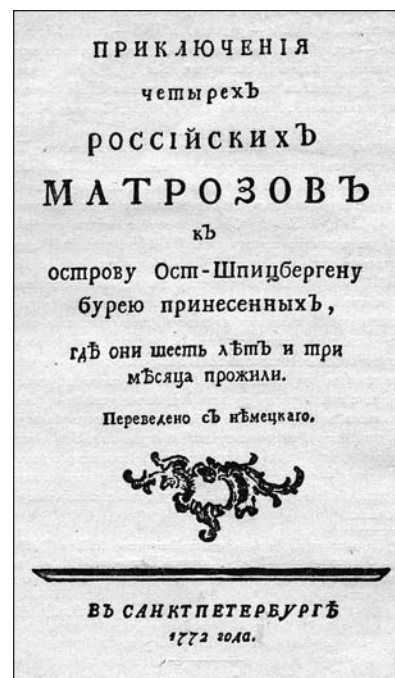 ПРИКЛЮЧЕНІЯ
четырехЪ
РОССІЙСКИХЪ
МАТРОЗОВЪ
кЪ
острову Ост-Шпицбергену
бурею принесенныхЪ,
гдѣ они шесть лѣтЪ и три
мѣсяца прожили.
Переведено сЪ нѣмецкаго.
ВЪ САНКТПЕТЕРБУРГѢ
1772 года.